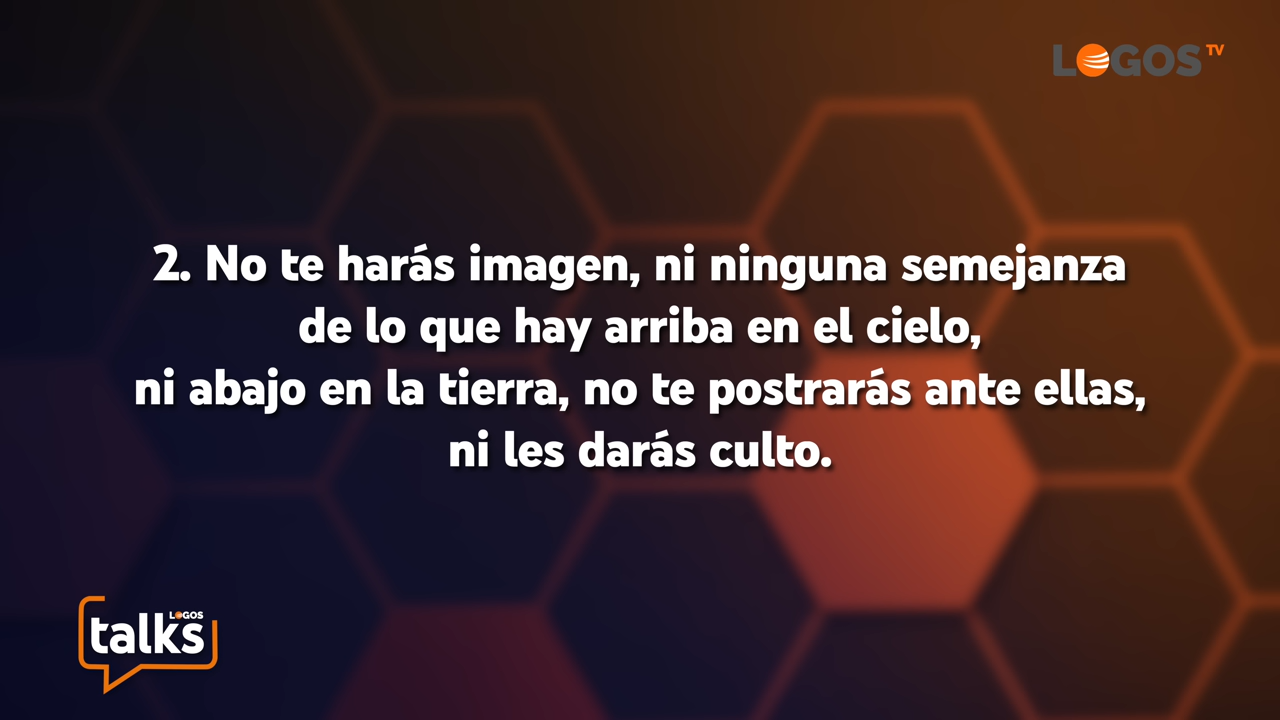 LOGOS TV
2. No te harás imagen, ni ninguna semejanza
de lo que hay arriba en el cielo,
ni abajo en la tierra, no te postrarás ante ellas,
ni les darás culto.
LOGOS
talks